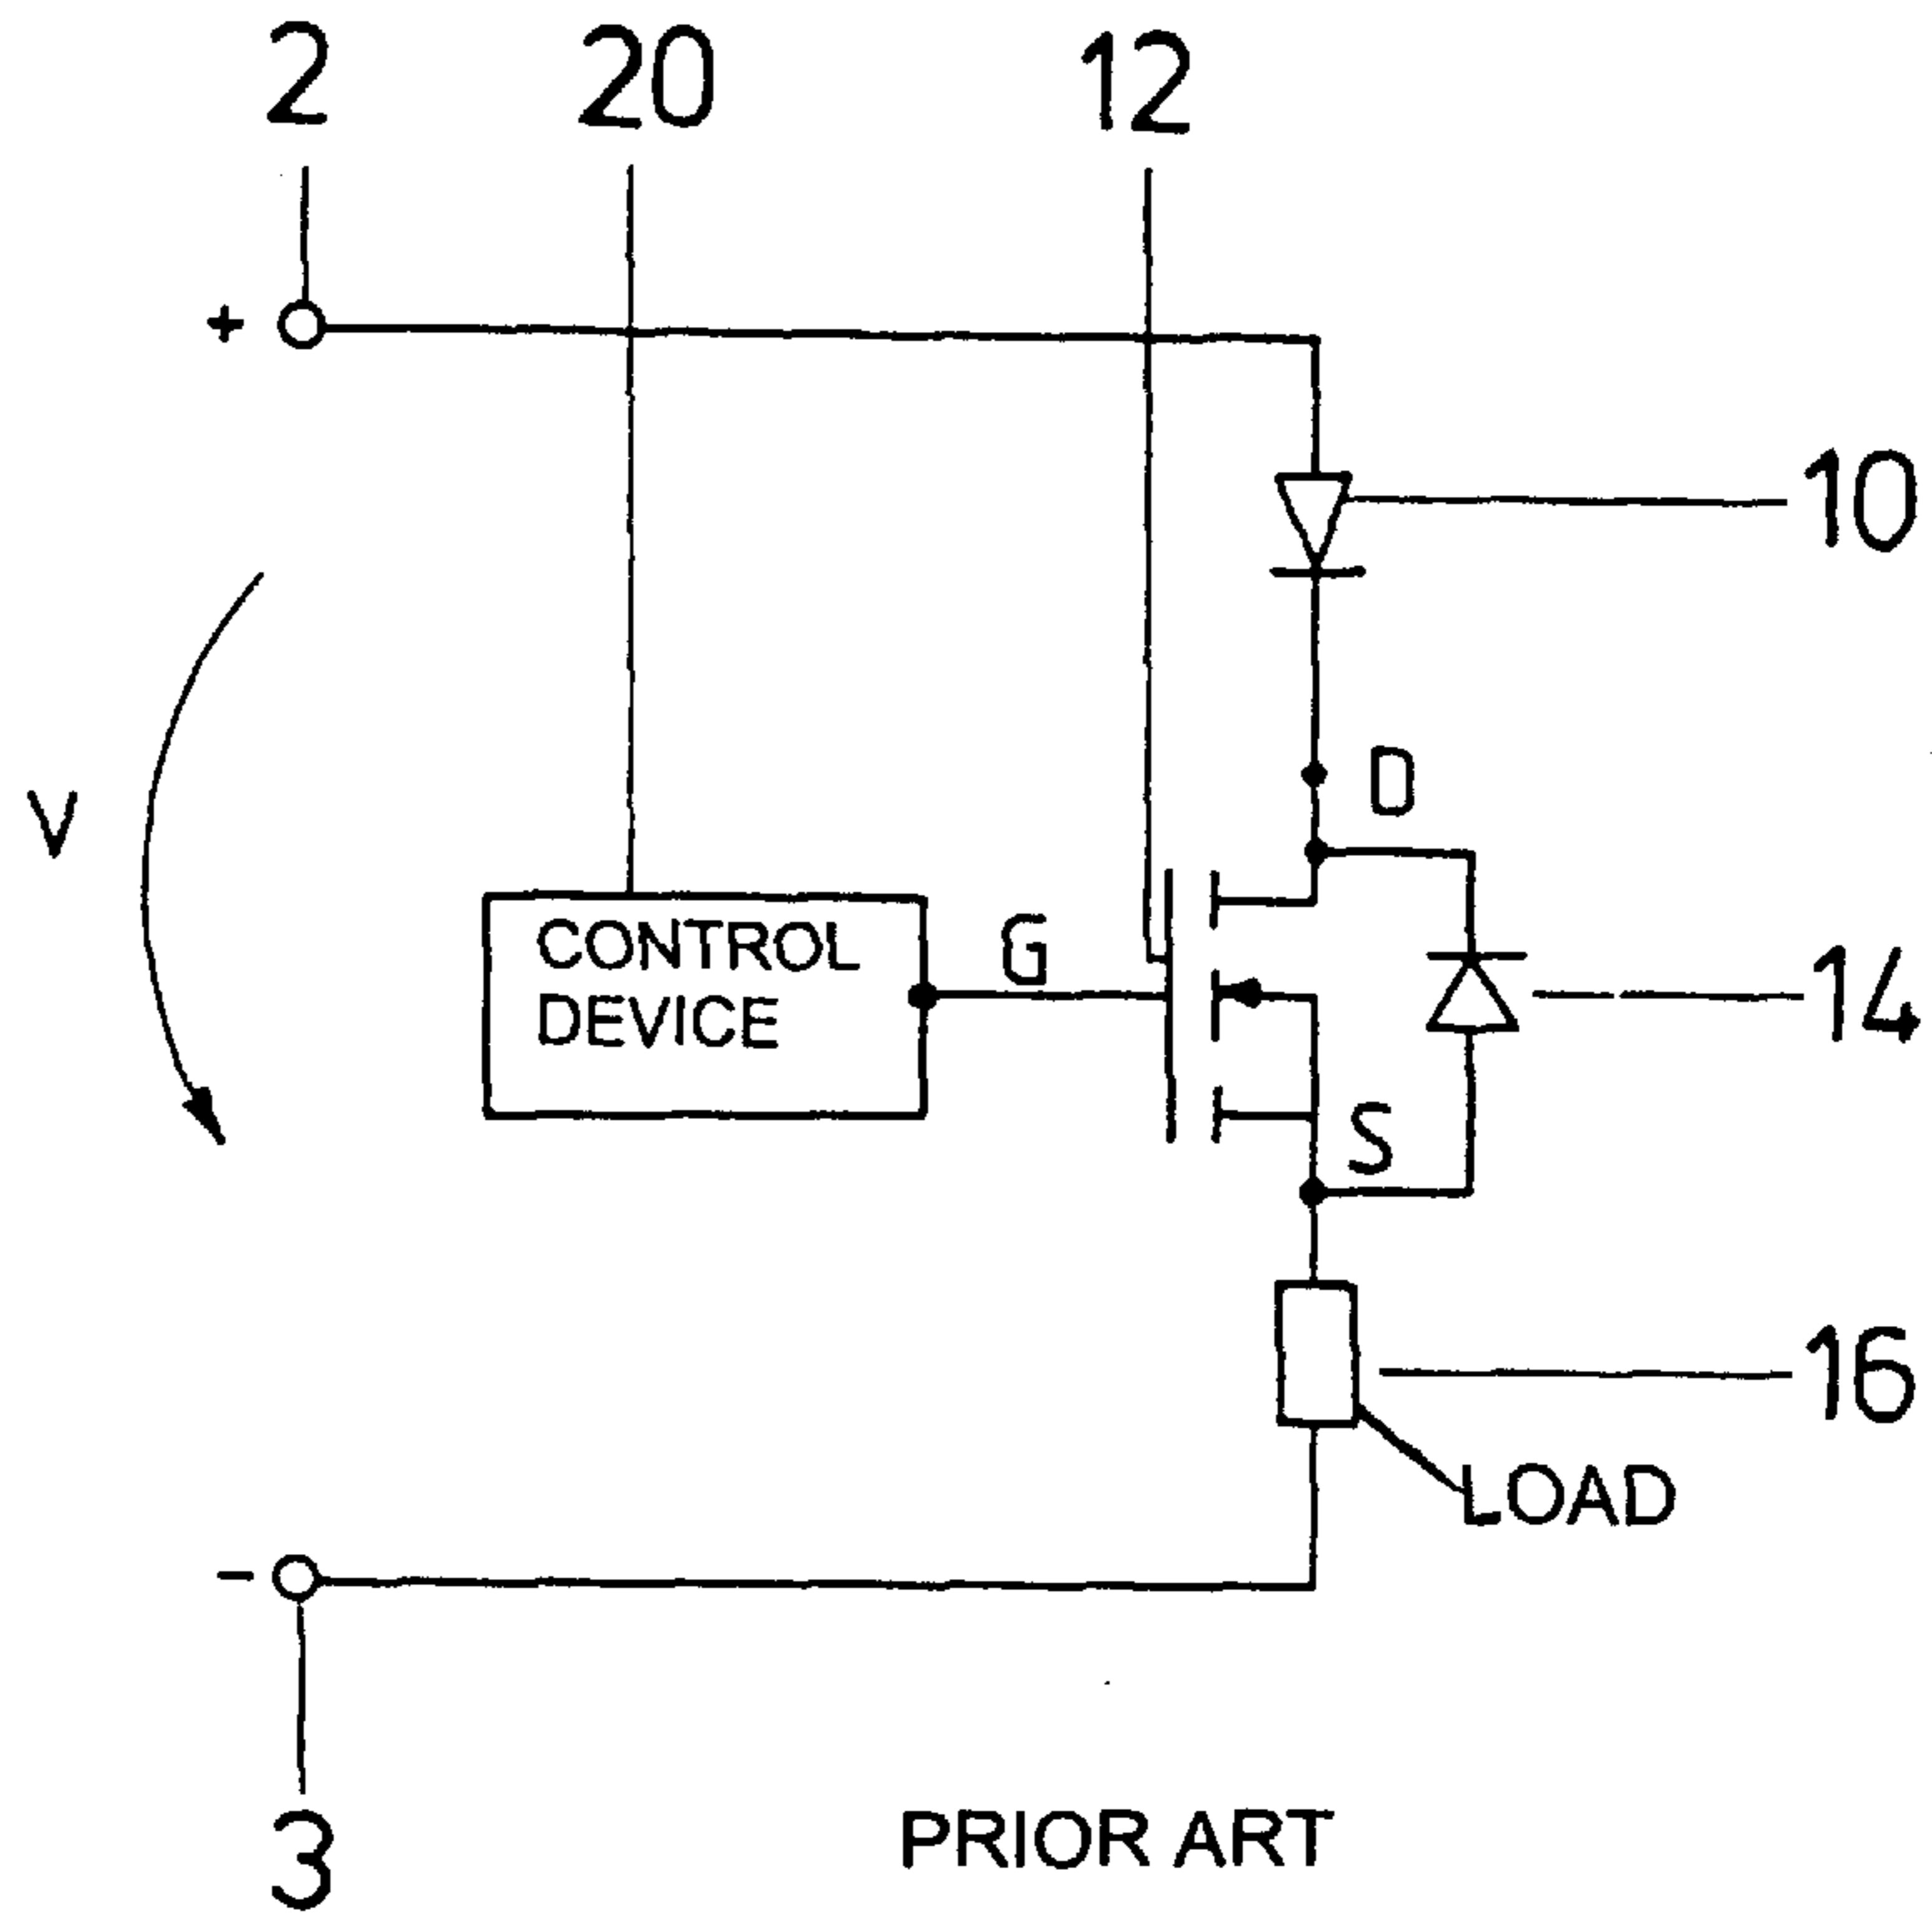 2 20 12
+
10
D
V
CONTROL
DEVICE
G
14
S
16
LOAD
-
3
PRIOR ART